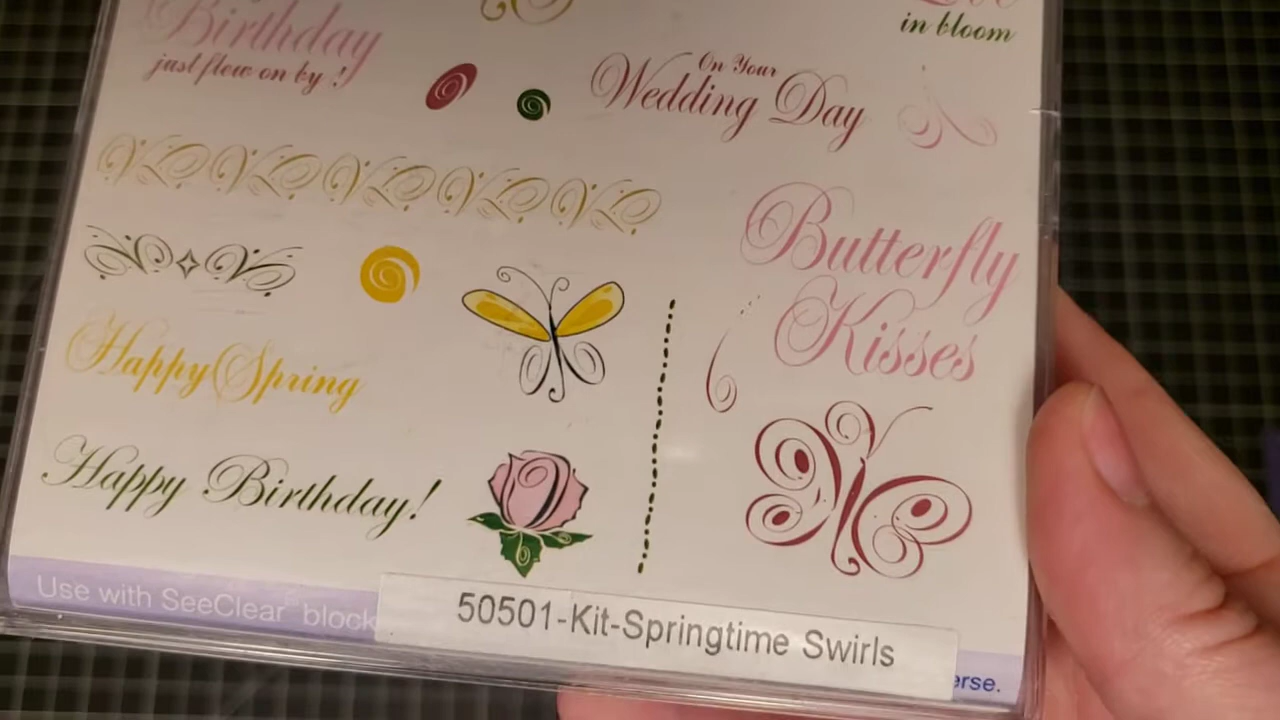 in bloom
Birthday
just flew on by !
On Your
Wedding Day
Butterfly
Kisses
Happy Spring
Happy Birthday!
Use with SeeClear block
50501-Kit-Springtime Swirls